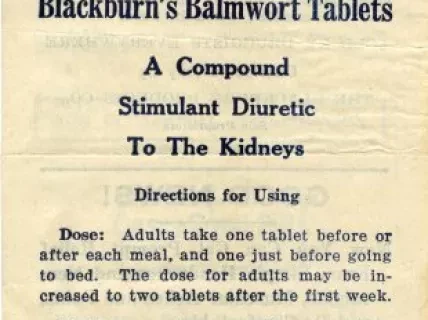 Blackburn's Balmwort Tablets
A Compound
Stimulant Diuretic
To The Kidneys
Directions for Using
Dose: Adults take one tablet before or
after each meal, and one just before going
to bed. The dose for adults may be in-
creased to two tablets after the first week.